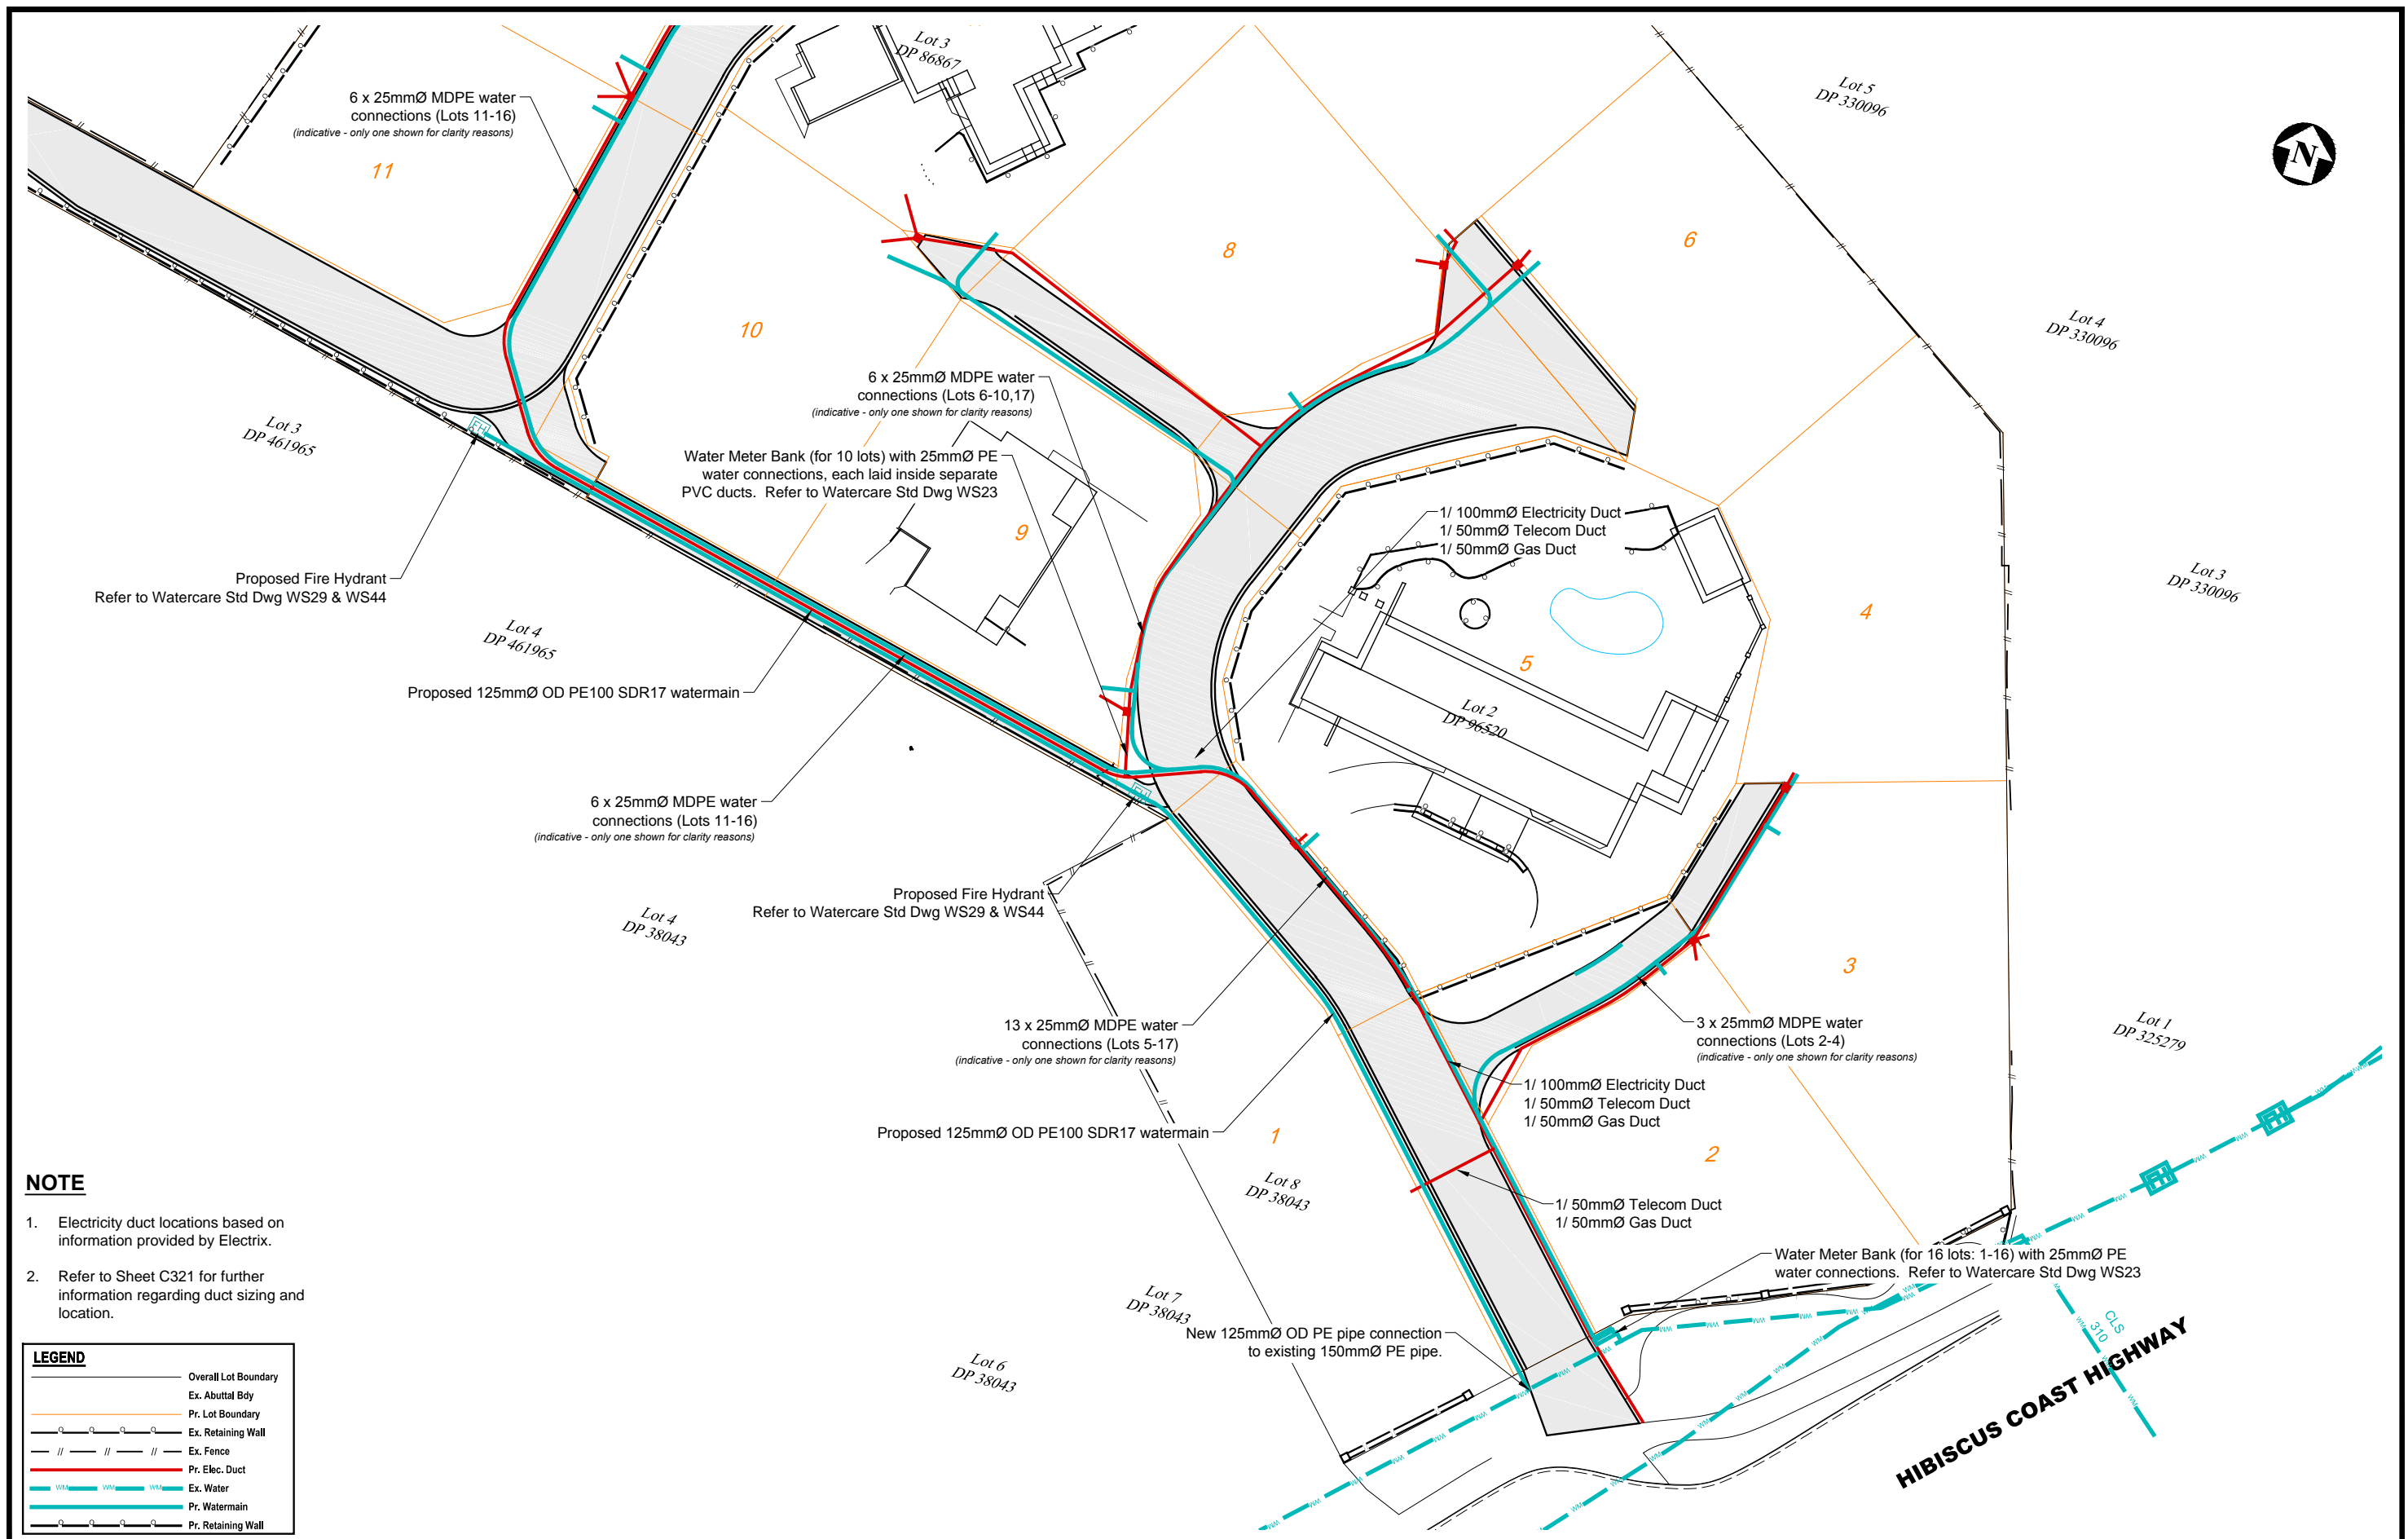 Lot 3
DP 86867
Lot 5
DP 330096
N
6 x 25mmØ MDPE water
connections (Lots 11-16)
(indicative - only one shown for clarity reasons)
11
8
6
10
Lot 4
DP 330096
6 x 25mmØ MDPE water
connections (Lots 6-10,17)
(indicative - only one shown for clarity reasons)
Lot 3
DP 461965
FH
Water Meter Bank (for 10 lots) with 25mmØ PE
water connections, each laid inside separate
PVC ducts. Refer to Watercare Std Dwg WS23
9
1/ 100mmØ Electricity Duct
1/ 50mmØ Telecom Duct
1/ 50mmØ Gas Duct
Lot 3
DP 330096
Proposed Fire Hydrant
Refer to Watercare Std Dwg WS29 & WS44
4
Lot 4
DP 461965
5
Proposed 125mmØ OD PE100 SDR17 watermain
Lot 2
DP 96520
6 x 25mmØ MDPE water
connections (Lots 11-16)
(indicative - only one shown for clarity reasons)
FH
Proposed Fire Hydrant
Refer to Watercare Std Dwg WS29 & WS44
Lot 4
DP 38043
3
13 x 25mmØ MDPE water
connections (Lots 5-17)
(indicative - only one shown for clarity reasons)
3 x 25mmØ MDPE water
connections (Lots 2-4)
(indicative - only one shown for clarity reasons)
Lot 1
DP 325279
1/ 100mmØ Electricity Duct
1/ 50mmØ Telecom Duct
1/ 50mmØ Gas Duct
Proposed 125mmØ OD PE100 SDR17 watermain
1
2
FH
FH
Lot 8
DP 38043
1/ 50mmØ Telecom Duct
1/ 50mmØ Gas Duct
Water Meter Bank (for 16 lots: 1-16) with 25mmØ PE
water connections. Refer to Watercare Std Dwg WS23
Lot 7
DP 38043
New 125mmØ OD PE pipe connection
to existing 150mmØ PE pipe.
CLS
310
Lot 6
DP 38043
HIBISCUS COAST HIGHWAY
NOTE
1. Electricity duct locations based on
information provided by Electrix.
2. Refer to Sheet C321 for further
information regarding duct sizing and
location.
LEGEND
Overall Lot Boundary
Ex. Abuttal Bdy
Pr. Lot Boundary
Ex. Retaining Wall
Ex. Fence
Pr. Elec. Duct
WM WM WM Ex. Water
Pr. Watermain
Pr. Retaining Wall